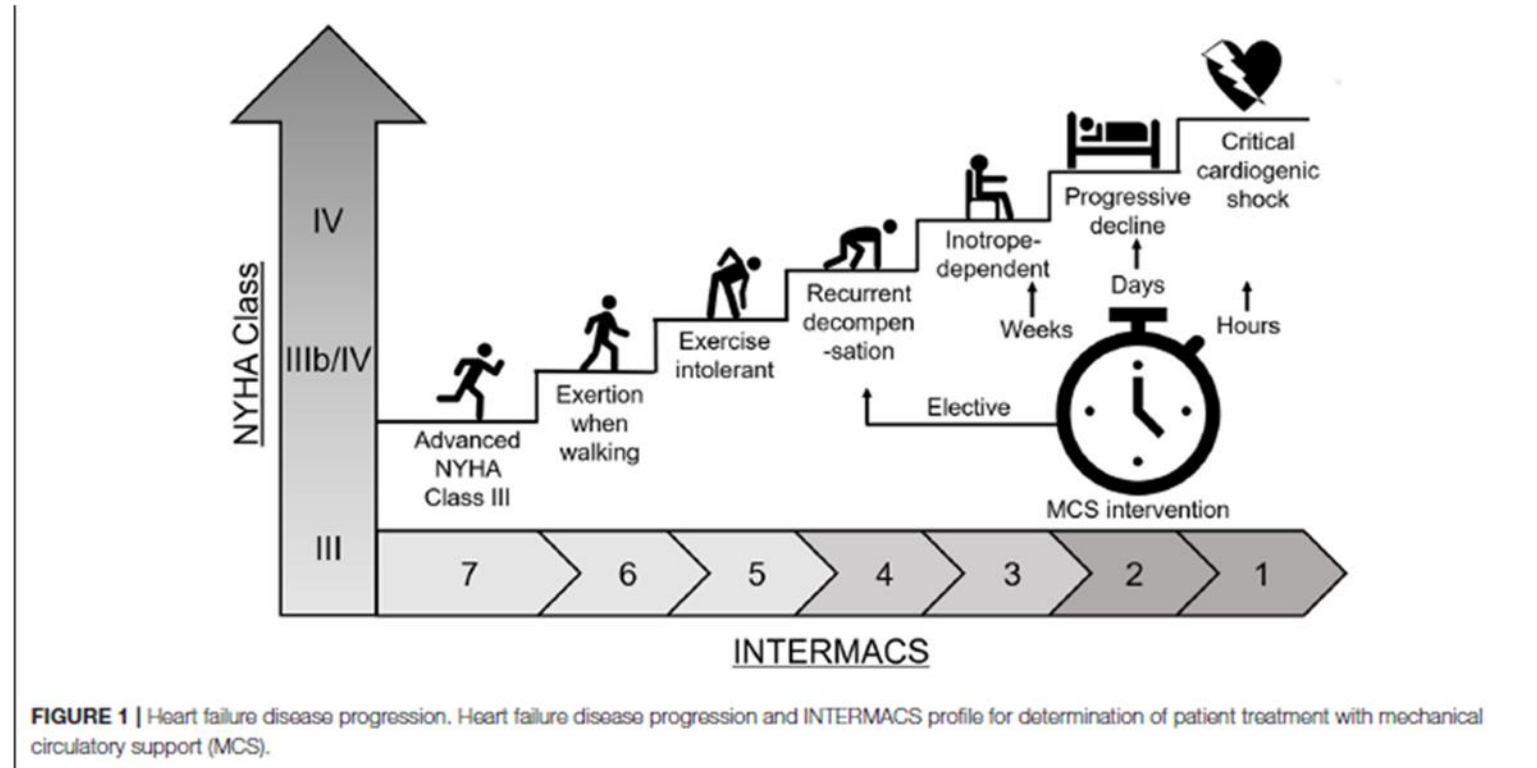 NYHA Class
IV
IIIb/IV
III
Advanced
NYHA
Class III
Exertion
when
walking
Exercise
intolerant
Recurrent
decompen
-sation
Inotrope-
dependent
Progressive
decline
Critical
cardiogenic
shock
Weeks
Days
Hours
Elective
MCS intervention
7
6
5
4
3
2
1
INTERMACS
FIGURE 1 | Heart failure disease progression. Heart failure disease progression and INTERMACS profile for determination of patient treatment with mechanical
circulatory support (MCS).